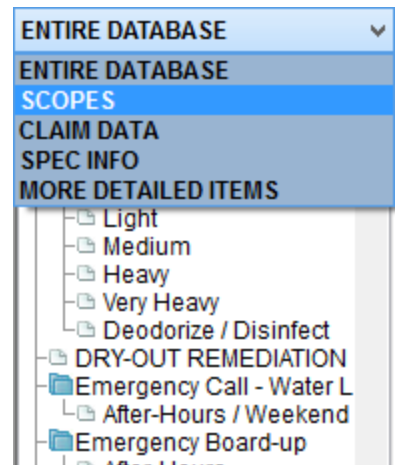 ENTIRE DATABASE
ENTIRE DATABASE
SCOPES
CLAIM DATA
SPEC INFO
MORE DETAILED ITEMS
Light
Medium
Heavy
Very Heavy
Deodorize / Disinfect
DRY-OUT REMEDIATION
Emergency Call - Water L
After-Hours / Weekend
Emergency Board-up